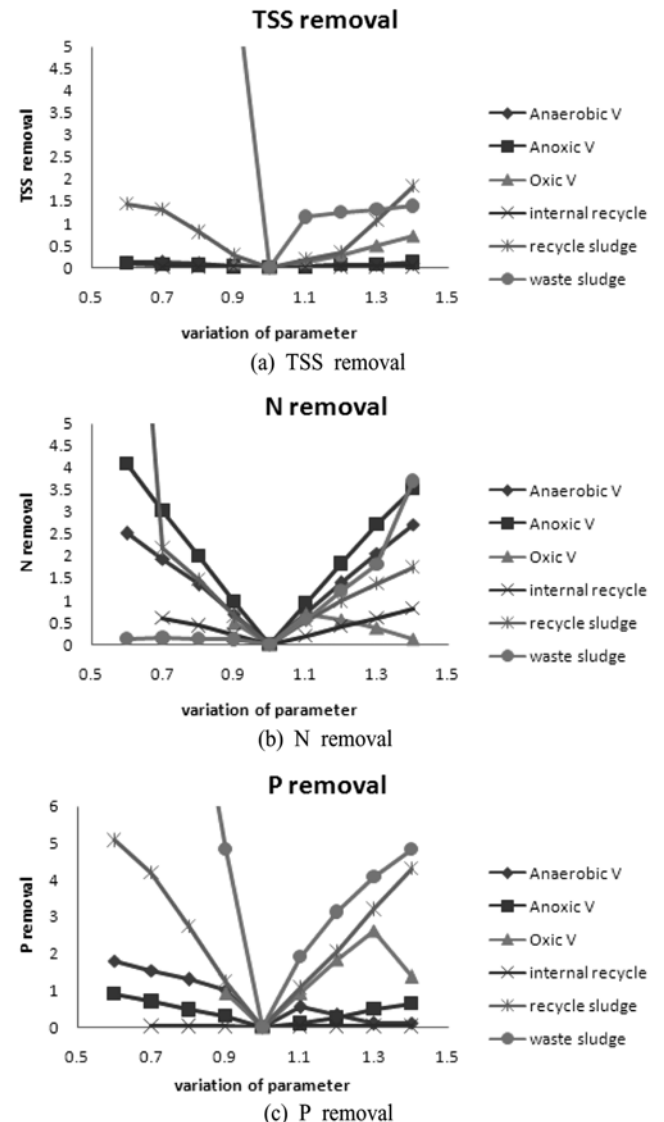 TSS removal
5
4.5
4
3.5
3
2.5
2
1.5
1
0.5
0
TSS removal
0.5 0.7 0.9 1.1 1.3 1.5
variation of parameter
Anaerobic V
Anoxic V
Oxic V
internal recycle
recycle sludge
waste sludge
(a) TSS removal
N removal
5
4.5
4
3.5
3
2.5
2
1.5
1
0.5
0
N removal
0.5 0.7 0.9 1.1 1.3 1.5
variation of parameter
Anaerobic V
Anoxic V
Oxic V
internal recycle
recycle sludge
waste sludge
(b) N removal
P removal
6
5
4
3
2
1
0
P removal
0.5 0.7 0.9 1.1 1.3 1.5
variation of parameter
Anaerobic V
Anoxic V
Oxic V
internal recycle
recycle sludge
waste sludge
(c) P removal